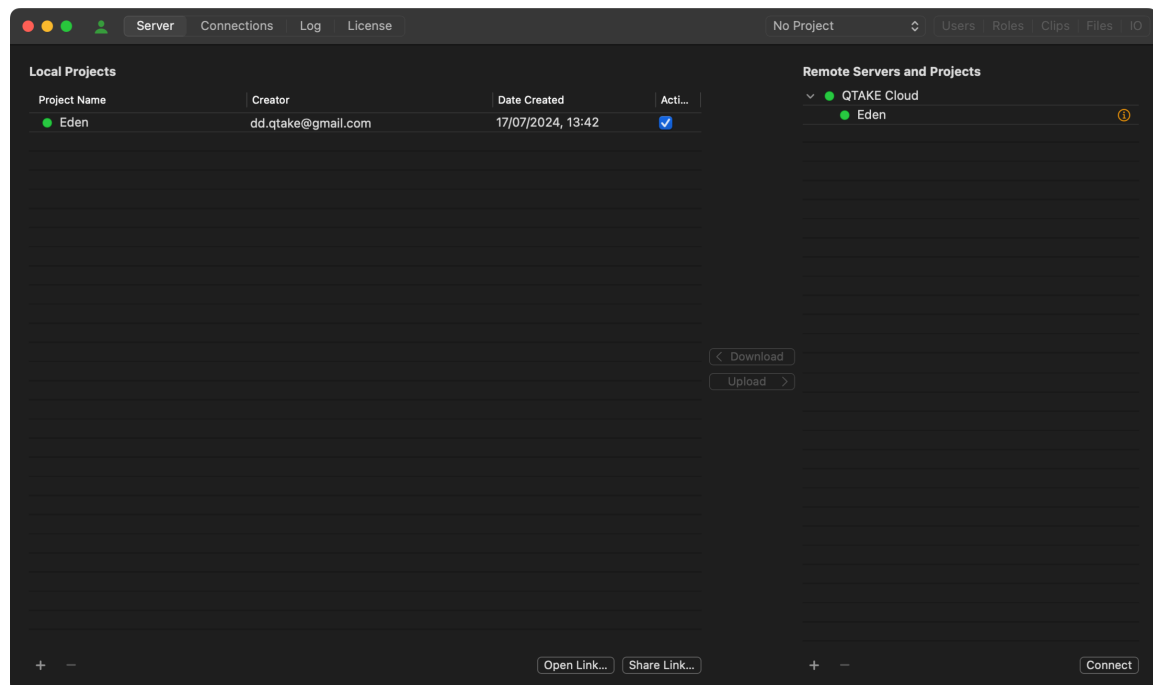 Server Connections Log License No Project Users Roles Clips Files IO
Local Projects
Project Name Creator Date Created Acti...
Eden dd.qtake@gmail.com 17/07/2024, 13:42
Download
Upload
Open Link... Share Link...
Remote Servers and Projects
QTAKE Cloud
Eden
Connect